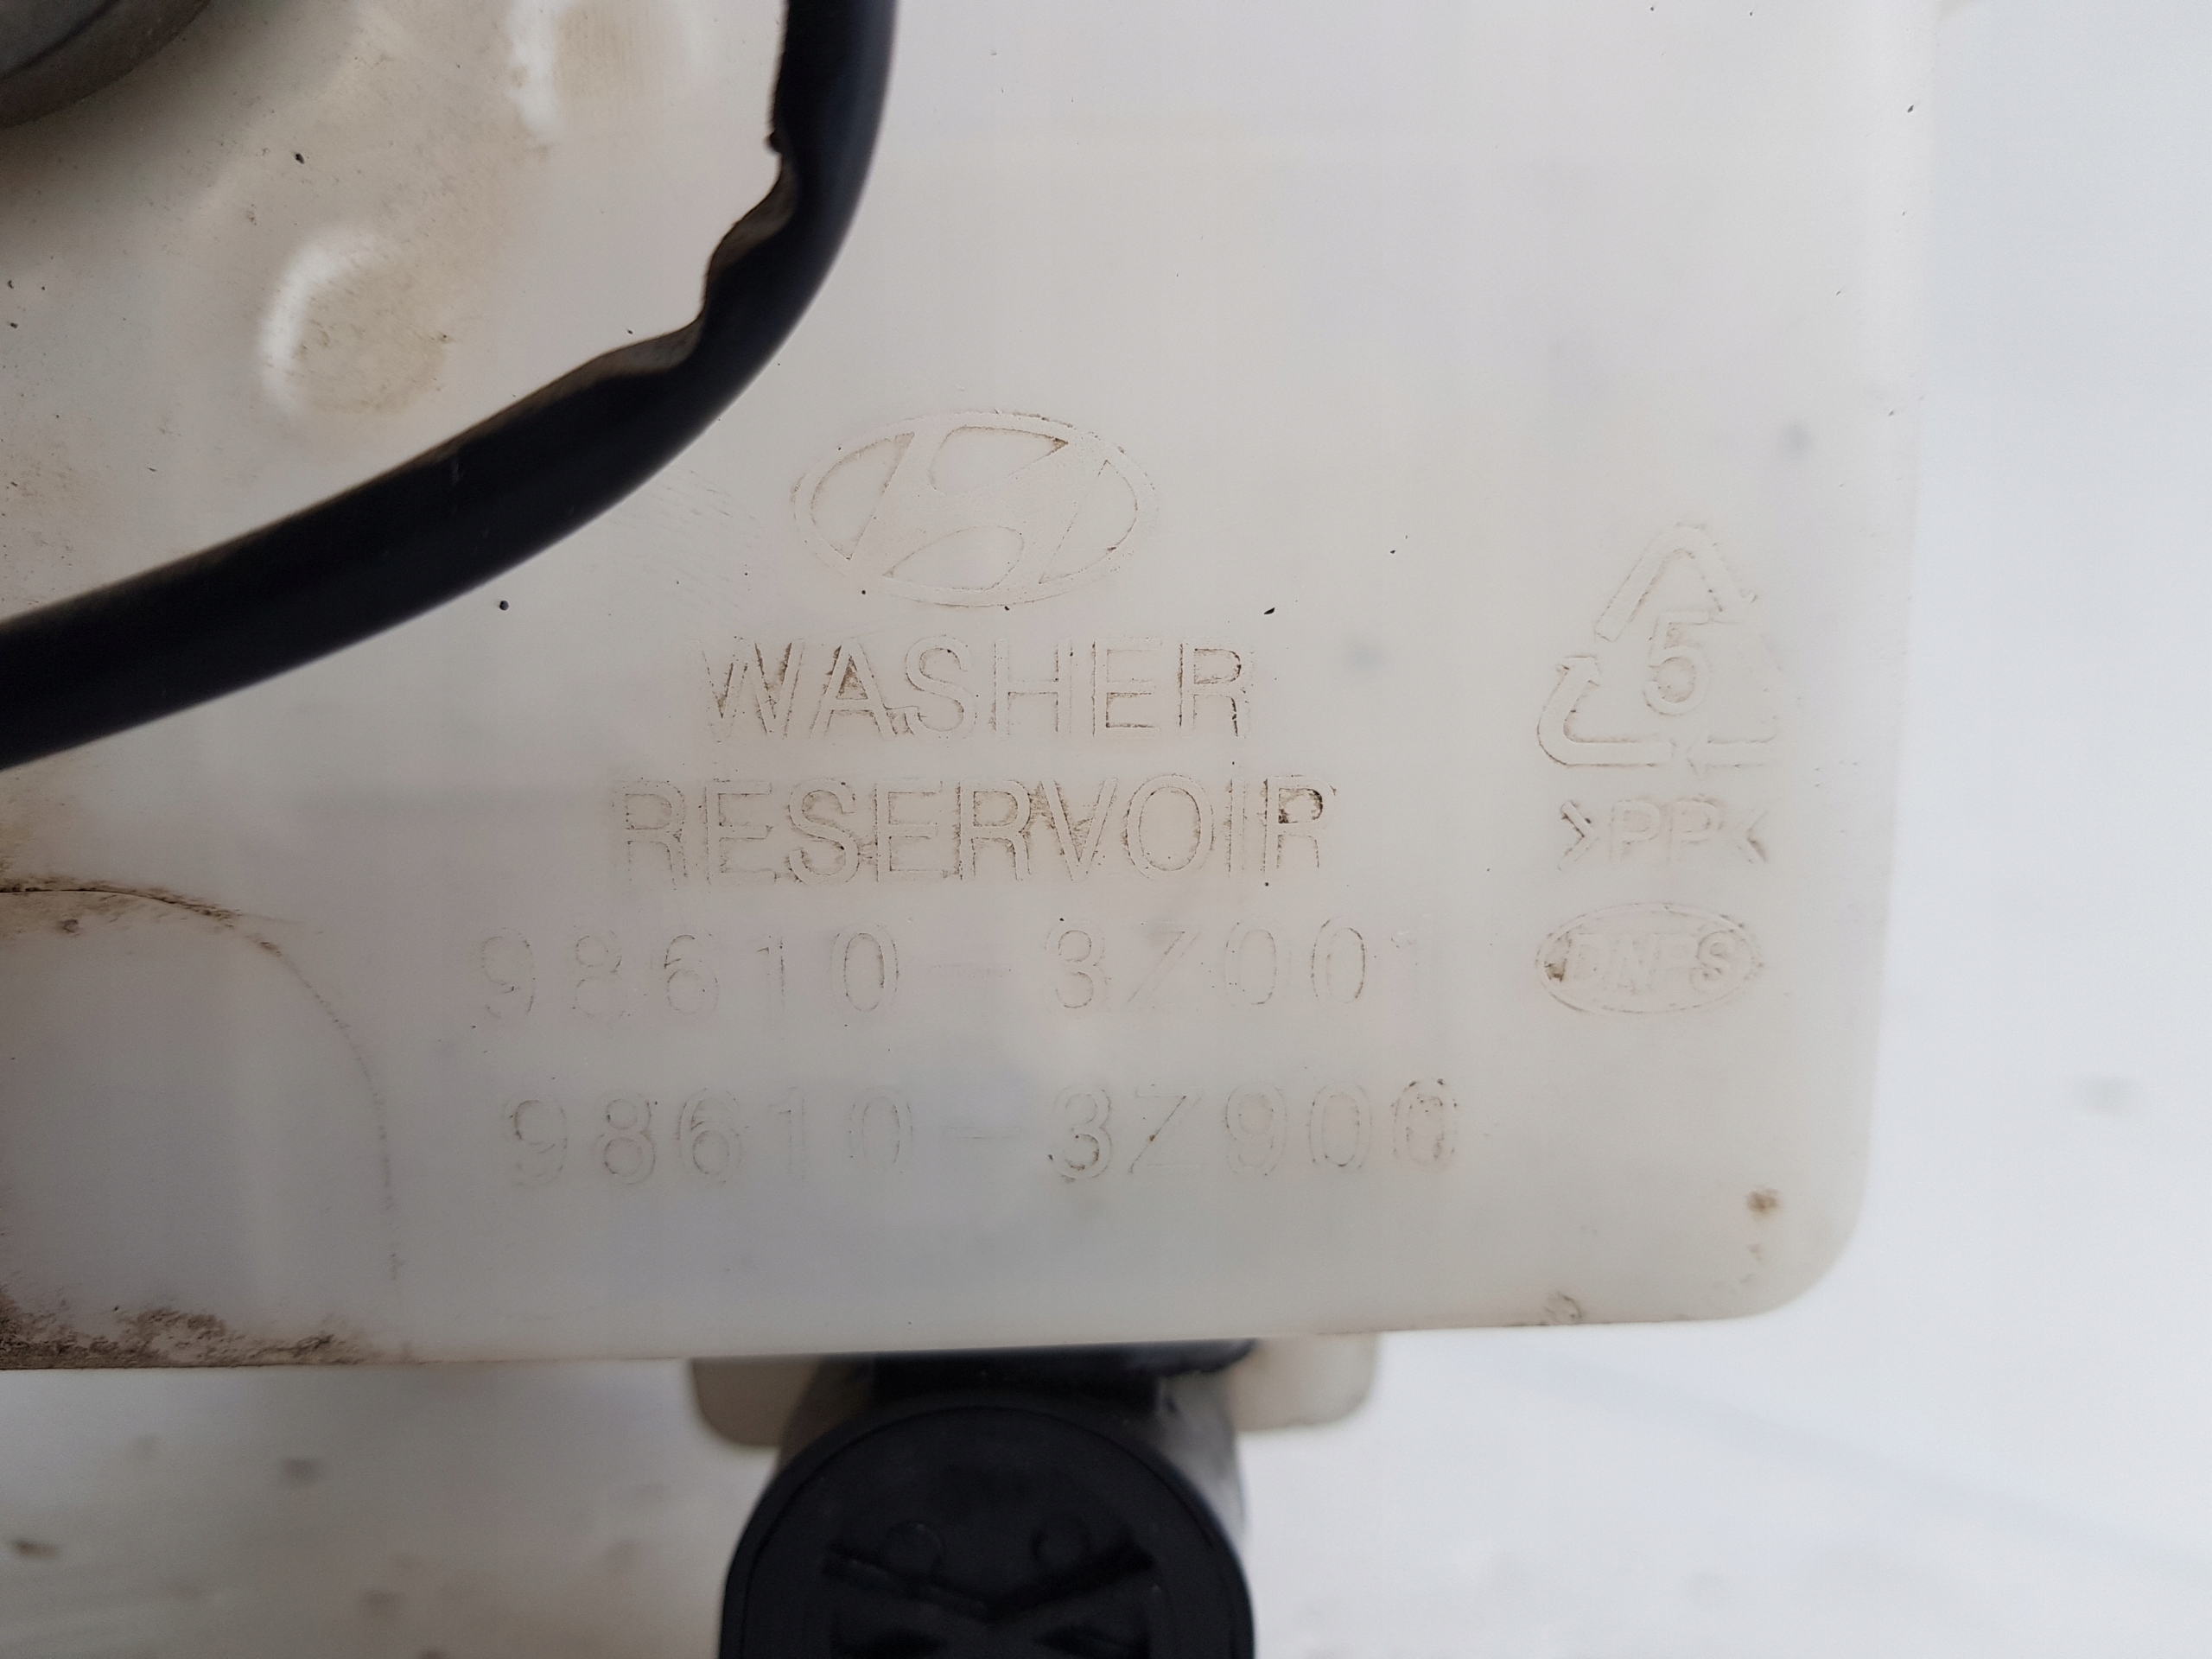 WASHER
RESERVOIR
98610-3Z001
98610-3Z900
5
>PP<